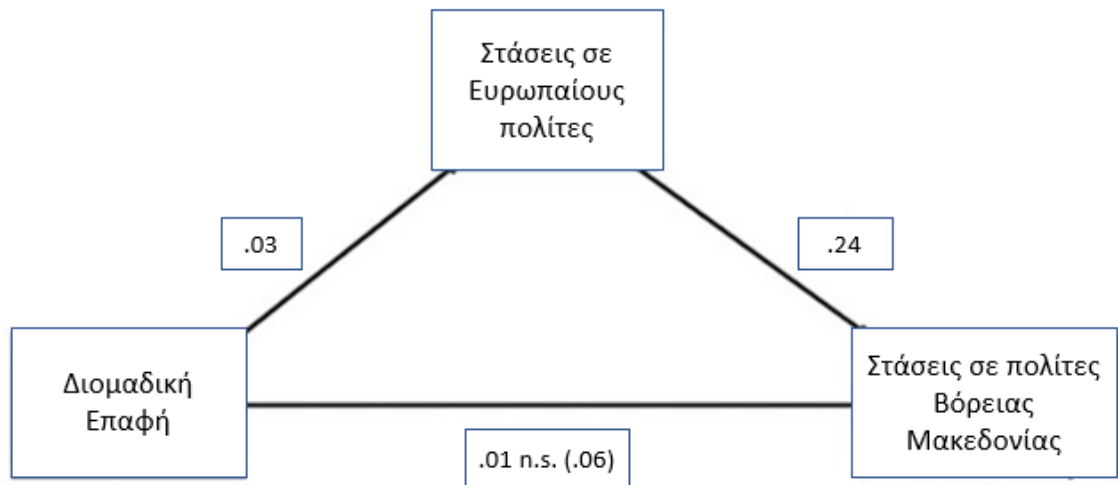 Στάσεις σε
Ευρωπαίους
πολίτες
.03
.24
Διομαδική
Επαφή
Στάσεις σε πολίτες
Βόρειας
Μακεδονίας
.01 n.s. (.06)